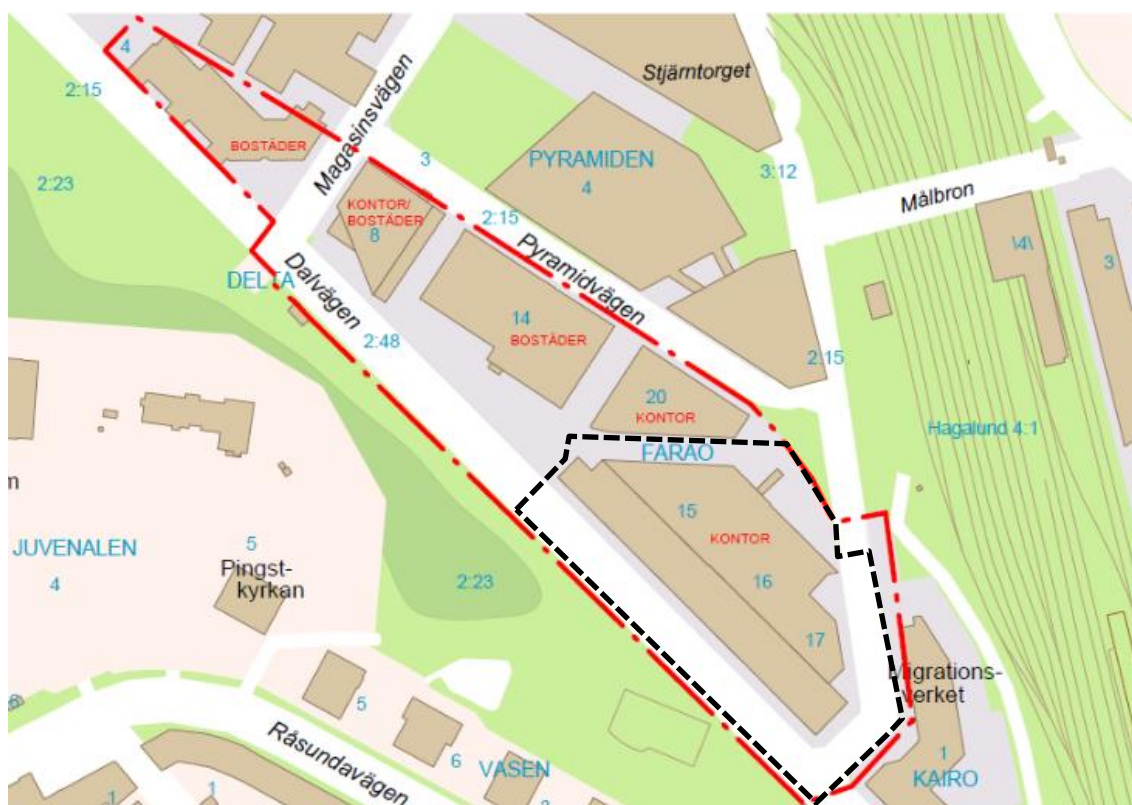 4
2:15
BOSTÄDER
Magasinsvägen
Stjärntorget
PYRAMIDEN
4
3
2:15
3:12
Målbron
\4\
3
2:23
KONTOR/
BOSTÄDER
8
DELTA
Dalvägen
2:48
Pyramidvägen
14
BOSTÄDER
2:15
20
KONTOR
FARAO
Hagalund 4:1
15
KONTOR
16
17
m
JUVENALEN
4
5
Pingst-
kyrkan
2:23
Migrations-
verket
1
KAIRO
5
6
VASEN
Råsundavägen
1
1